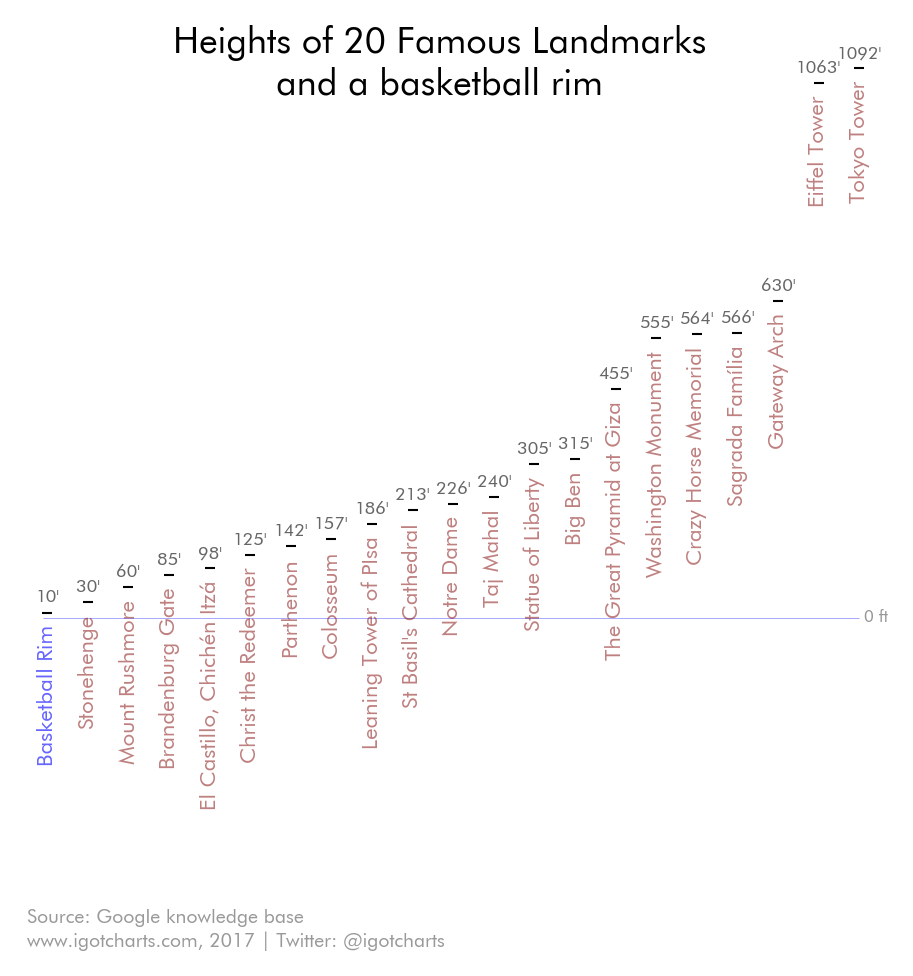 Heights of 20 Famous Landmarks
and a basketball rim
10'
Basketball Rim
30'
Stonehenge
60'
Mount Rushmore
85'
Brandenburg Gate
98'
El Castillo, Chichén Itzá
125'
Christ the Redeemer
142'
Parthenon
157'
Colosseum
186'
Leaning Tower of PIsa
213'
St Basil's Cathedral
226'
Notre Dame
240'
Taj Mahal
305'
Statue of Liberty
315'
Big Ben
455'
The Great Pyramid at Giza
555'
Washington Monument
564'
Crazy Horse Memorial
566'
Sagrada Família
630'
Gateway Arch
1063'
Eiffel Tower
1092'
Tokyo Tower
0 ft
Source: Google knowledge base
www.igotcharts.com, 2017 | Twitter: @igotcharts